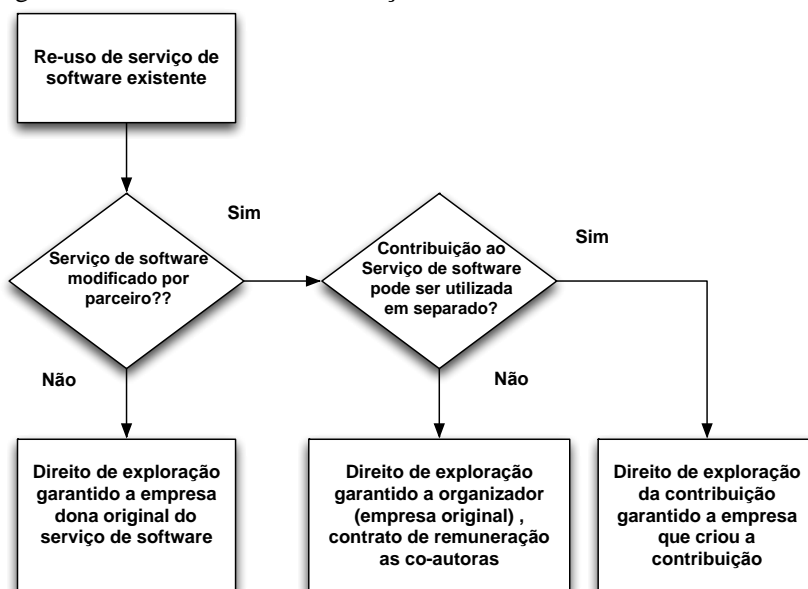 Re-uso de serviço de
software existente
Sim
Serviço de software
modificado por
parceiro??
Contribuição ao
Serviço de software
pode ser utilizada
em separado?
Sim
Não
Não
Direito de exploração
garantido a empresa
dona original do
serviço de software
Direito de exploração
garantido a organizador
(empresa original) ,
contrato de remuneração
as co-autoras
Direito de exploração
da contribuição
garantido a empresa
que criou a
contribuição